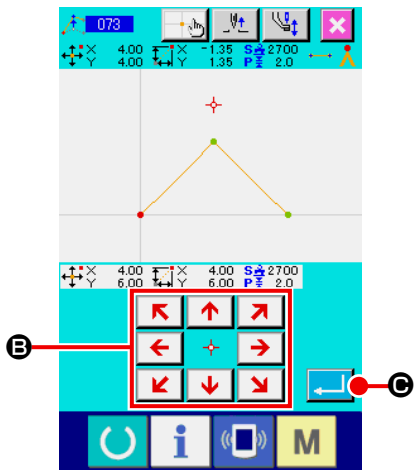 073
X 4.00 X -1.35 S 2700
Y 4.00 Y 1.35 P 2.0
X 4.00 X 4.00 S 2700
Y 6.00 Y 6.00 P 2.0
B
C
i M